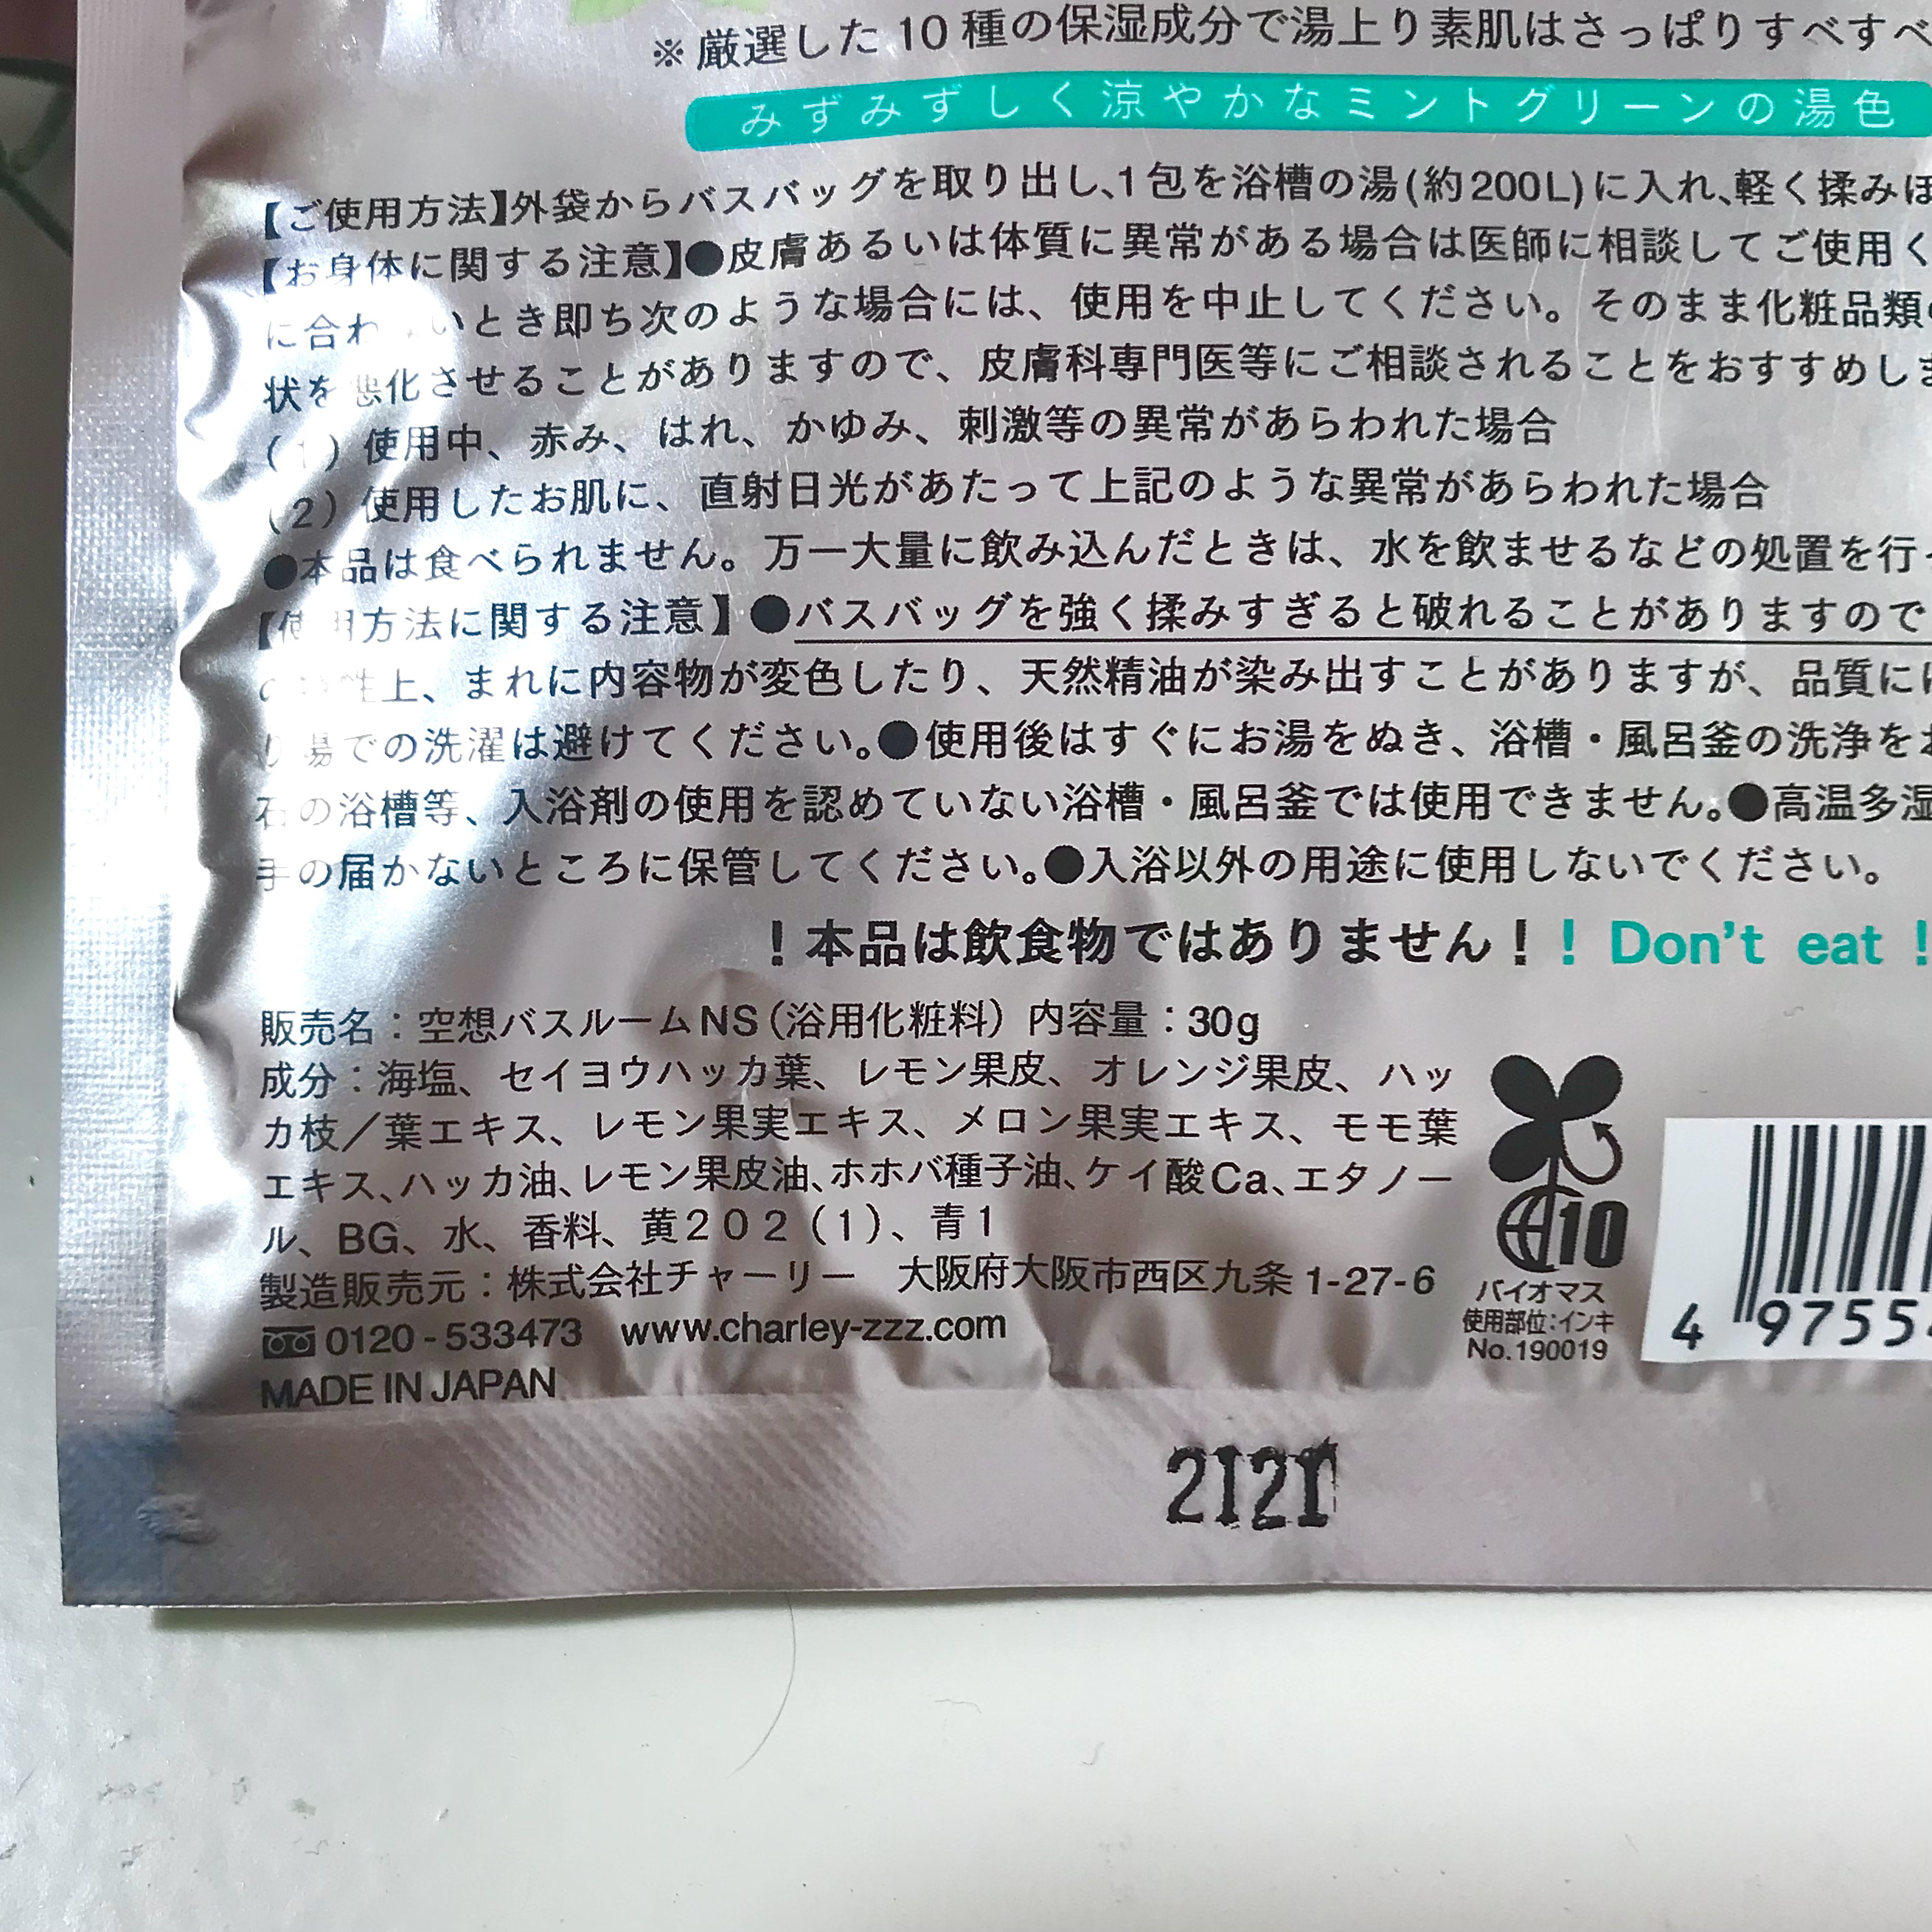 ※厳選した10種の保湿成分で湯上り素肌はさっぱりすべすべ
みずみずしく涼やかなミントグリーンの湯色
【ご使用方法】外袋からバスバッグを取り出し、1包を浴槽の湯(約200L)に入れ、軽く揉みほ
【お身体に関する注意】●皮膚あるいは体質に異常がある場合は医師に相談してご使用く
に合わ いとき即ち次のような場合には、使用を中止してください。そのまま化粧品類
状を悪化させることがありますので、皮膚科専門医等にご相談されることをおすすめしま
(1) 使用中、赤み、はれ、かゆみ、刺激等の異常があらわれた場合
(2) 使用したお肌に、直射日光があたって上記のような異常があらわれた場合
●本品は食べられません。万一大量に飲み込んだときは、水を飲ませるなどの処置を行
【使用方法に関する注意】●バスバッグを強く揉みすぎると破れることがありますので
性上、まれに内容物が変色したり、天然精油が染み出すことがありますが、品質に
り湯での洗濯は避けてください。●使用後はすぐにお湯をぬき、浴槽・風呂釜の洗浄をお
石の浴槽等、入浴剤の使用を認めていない浴槽・風呂釜では使用できません。●高温多湿
手の届かないところに保管してください。●入浴以外の用途に使用しないでください。
！本品は飲食物ではありません！！Don't eat！
販売名：空想バスルームNS（浴用化粧料）内容量：30g
成分：海塩、セイヨウハッカ葉、レモン果皮、オレンジ果皮、ハッ
カ枝／葉エキス、レモン果実エキス、メロン果実エキス、モモ葉
エキス、ハッカ油、レモン果皮油、ホホバ種子油、ケイ酸Ca、エタノー
ル、BG、水、香料、黄２０２（1）、青1
製造販売元：株式会社チャーリー　大阪府大阪市西区九条1-27-6
0120-533473 www.charley-zzz.com
MADE IN JAPAN
10
バイオマス
使用部位：インキ
No.190019
4 9755
2121